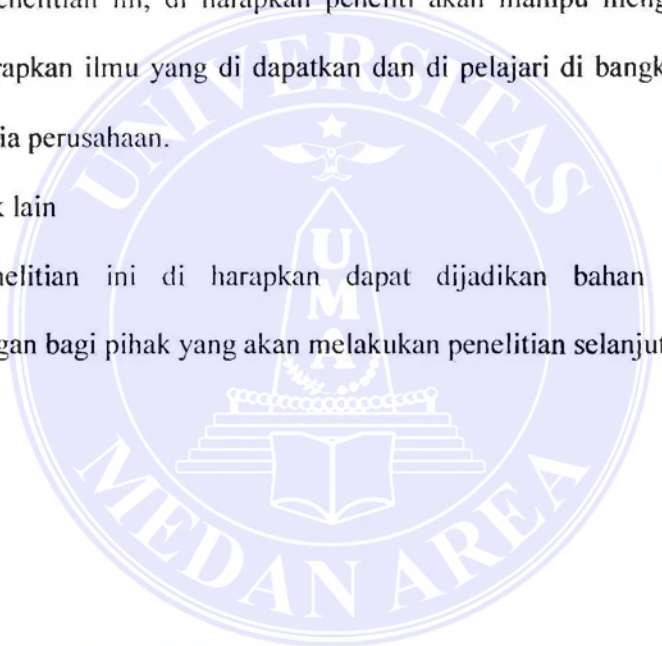 enelitian ini, di harapkan peneliti akan mampu meng
rapkan ilmu yang di dapatkan dan di pelajari di bangk
ia perusahaan.
k lain
nelitian ini di harapkan dapat dijadikan bahan
gan bagi pihak yang akan melakukan penelitian selanjut
UNIVERSITAS
UMA
MEDAN AREA